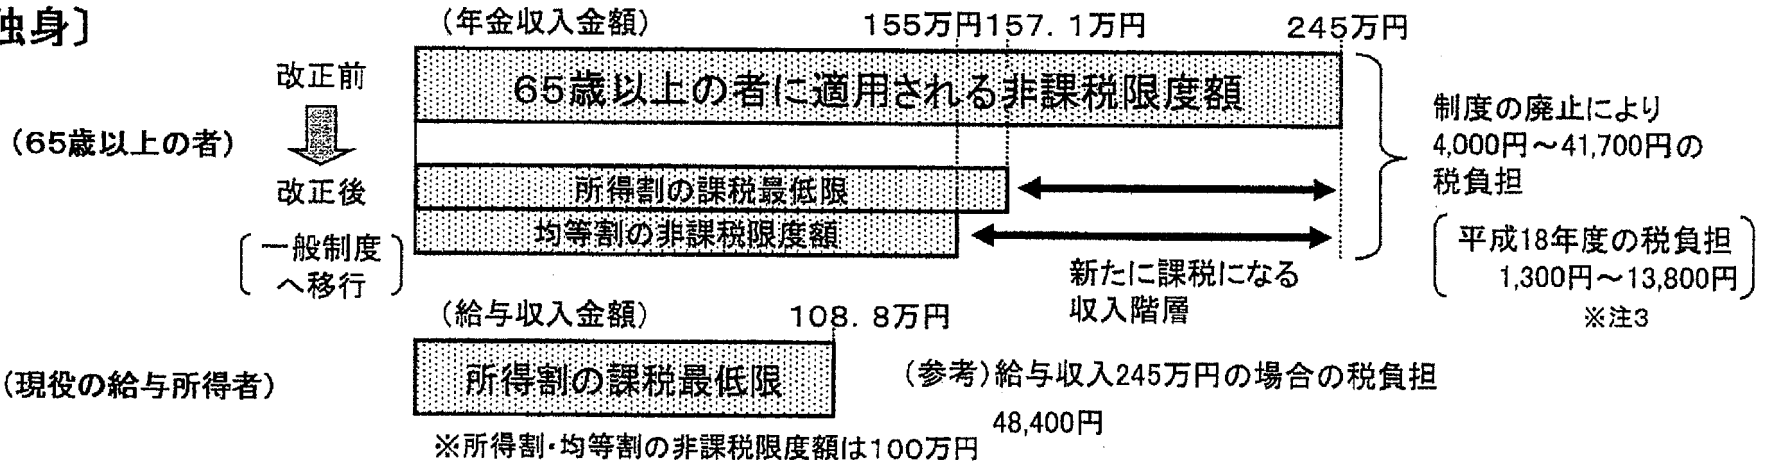 独身〕
(年金収入金額) 155万円 157.1万円 245万円
改正前
65歳以上の者に適用される非課税限度額
(65歳以上の者)
改正後
所得割の課税最低限
均等割の非課税限度額
一般制度
へ移行
新たに課税になる
収入階層
制度の廃止により
4,000円～41,700円の
税負担
平成18年度の税負担
1,300円～13,800円
※注3
(給与収入金額) 108.8万円
(現役の給与所得者)
所得割の課税最低限
(参考)給与収入245万円の場合の税負担
48,400円
※所得割・均等割の非課税限度額は100万円